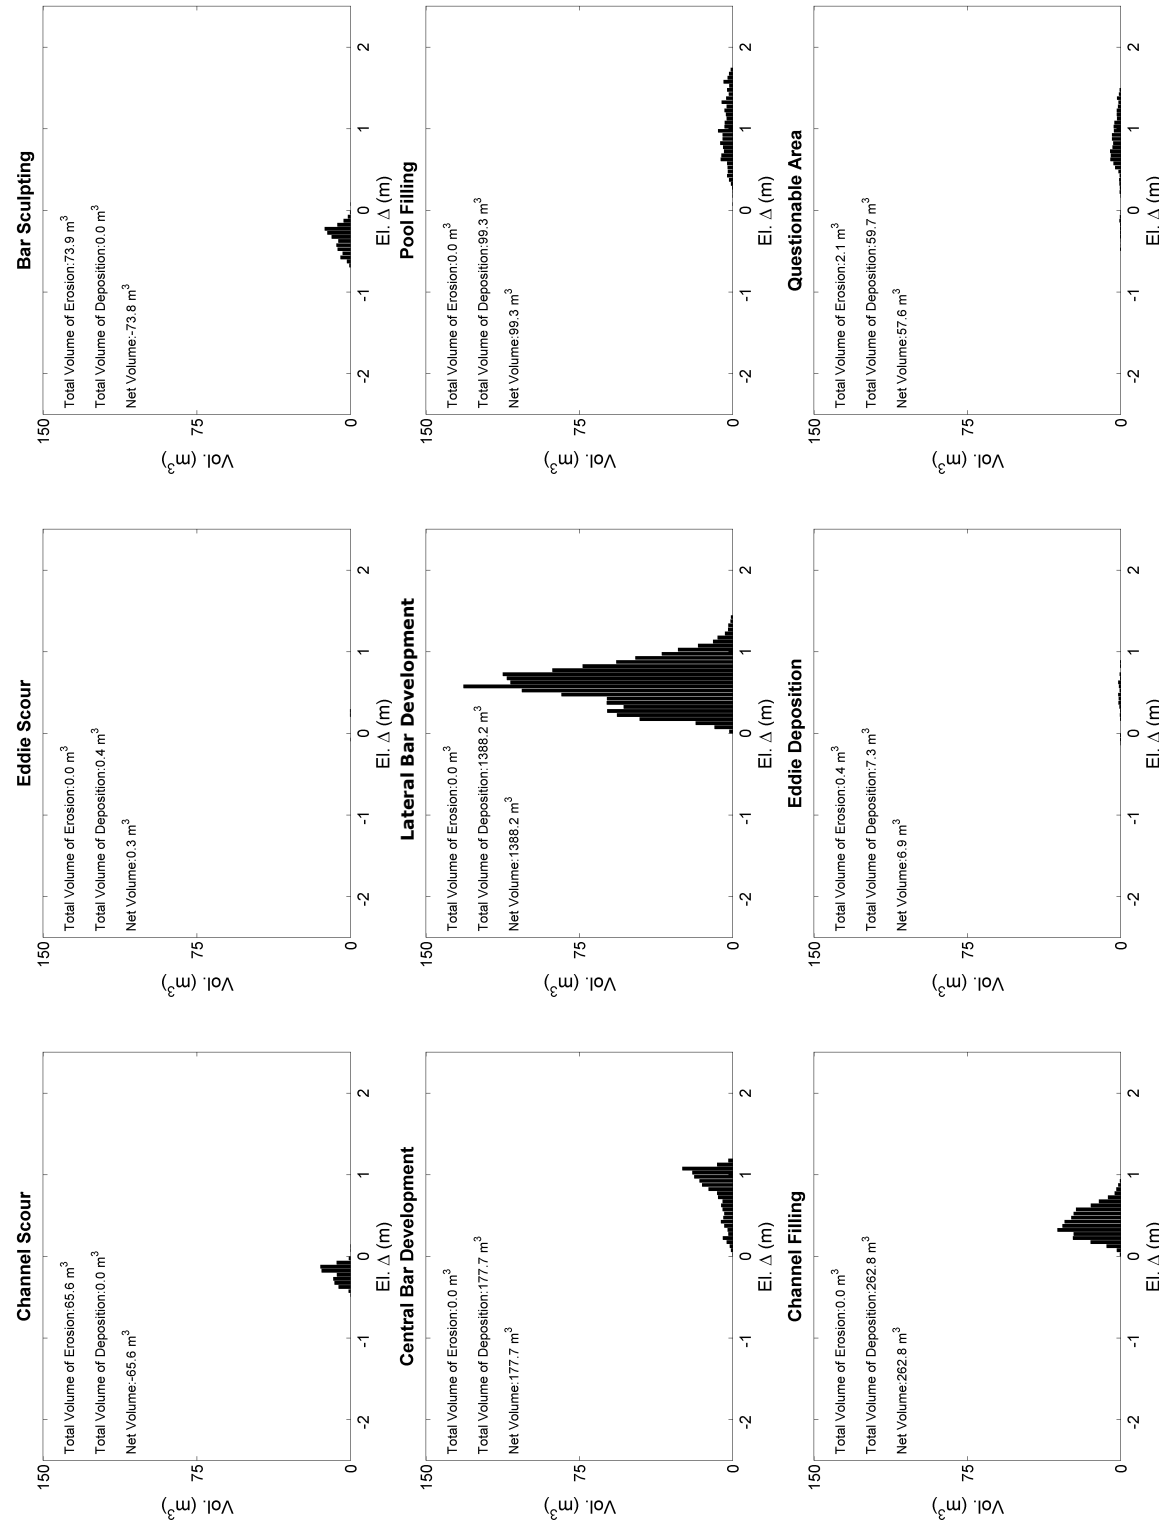 Channel Scour
Total Volume of Erosion:65.6 m³
Total Volume of Deposition:0.0 m³
Net Volume:-65.6 m³
150
75
0
Vol. (m³)
-2
-1
0
1
2
El. Δ (m)
Eddie Scour
Total Volume of Erosion:0.0 m³
Total Volume of Deposition:0.4 m³
Net Volume:0.3 m³
150
75
0
Vol. (m³)
-2
-1
0
1
2
El. Δ (m)
Bar Sculpting
Total Volume of Erosion:73.9 m³
Total Volume of Deposition:0.0 m³
Net Volume:-73.8 m³
150
75
0
Vol. (m³)
-2
-1
0
1
2
El. Δ (m)
Central Bar Development
Total Volume of Erosion:0.0 m³
Total Volume of Deposition:177.7 m³
Net Volume:177.7 m³
150
75
0
Vol. (m³)
-2
-1
0
1
2
El. Δ (m)
Lateral Bar Development
Total Volume of Erosion:0.0 m³
Total Volume of Deposition:1388.2 m³
Net Volume:1388.2 m³
150
75
0
Vol. (m³)
-2
-1
0
1
2
El. Δ (m)
Pool Filling
Total Volume of Erosion:0.0 m³
Total Volume of Deposition:99.3 m³
Net Volume:99.3 m³
150
75
0
Vol. (m³)
-2
-1
0
1
2
El. Δ (m)
Channel Filling
Total Volume of Erosion:0.0 m³
Total Volume of Deposition:262.8 m³
Net Volume:262.8 m³
150
75
0
Vol. (m³)
-2
-1
0
1
2
El. Δ (m)
Eddie Deposition
Total Volume of Erosion:0.4 m³
Total Volume of Deposition:7.3 m³
Net Volume:6.9 m³
150
75
0
Vol. (m³)
-2
-1
0
1
2
El. Δ (m)
Questionable Area
Total Volume of Erosion:2.1 m³
Total Volume of Deposition:59.7 m³
Net Volume:57.6 m³
150
75
0
Vol. (m³)
-2
-1
0
1
2
El. Δ (m)